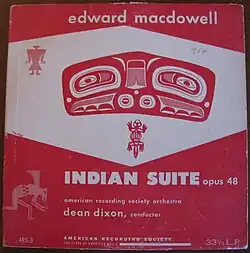 edward macdowell
INDIAN SUITE opus 48
american recording society orchestra
dean dixon, conductor
ARS-3
AMERICAN RECORDING SOCIETY
33⅓ L.P.